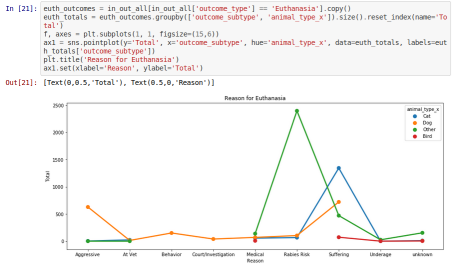 In [21]: euth_outcomes = in_out_all[in_out_all['outcome_type'] == 'Euthanasia'].copy()
euth_totals = euth_outcomes.groupby(['outcome_subtype', 'animal_type_x']).size().reset_index(name='To
tal')
f, axes = plt.subplots(1, 1, figsize=(15,6))
ax1 = sns.pointplot(y='Total', x='outcome_subtype', hue='animal_type_x', data=euth_totals, labels=eut
h_totals['outcome_subtype'])
plt.title('Reason for Euthanasia')
ax1.set(xlabel='Reason', ylabel='Total')
Out[21]: [Text(0,0.5,'Total'), Text(0.5,0,'Reason')]
Reason for Euthanasia
animal_type_x
Cat
Dog
Other
Bird
2500
2000
1500
1000
500
0
Total
Aggressive At Vet Behavior Court/Investigation Medical Rabies Risk Suffering Underage unknown
Reason